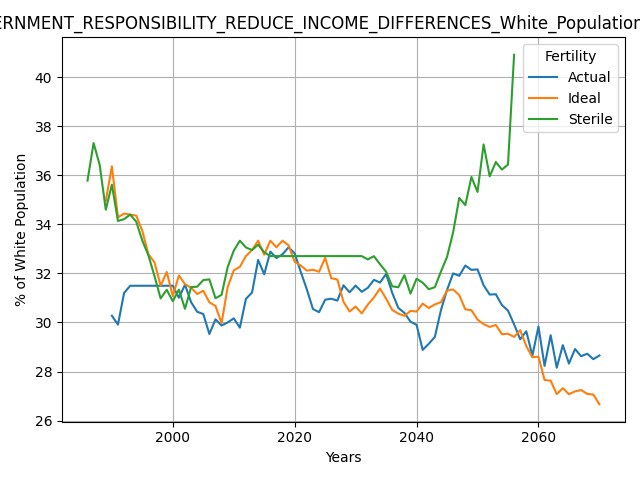 ERNMENT_RESPONSIBILITY_REDUCE_INCOME_DIFFERENCES_White_Population
Fertility
Actual
Ideal
Sterile
% of White Population
40
38
36
34
32
30
28
26
2000
2020
2040
2060
Years